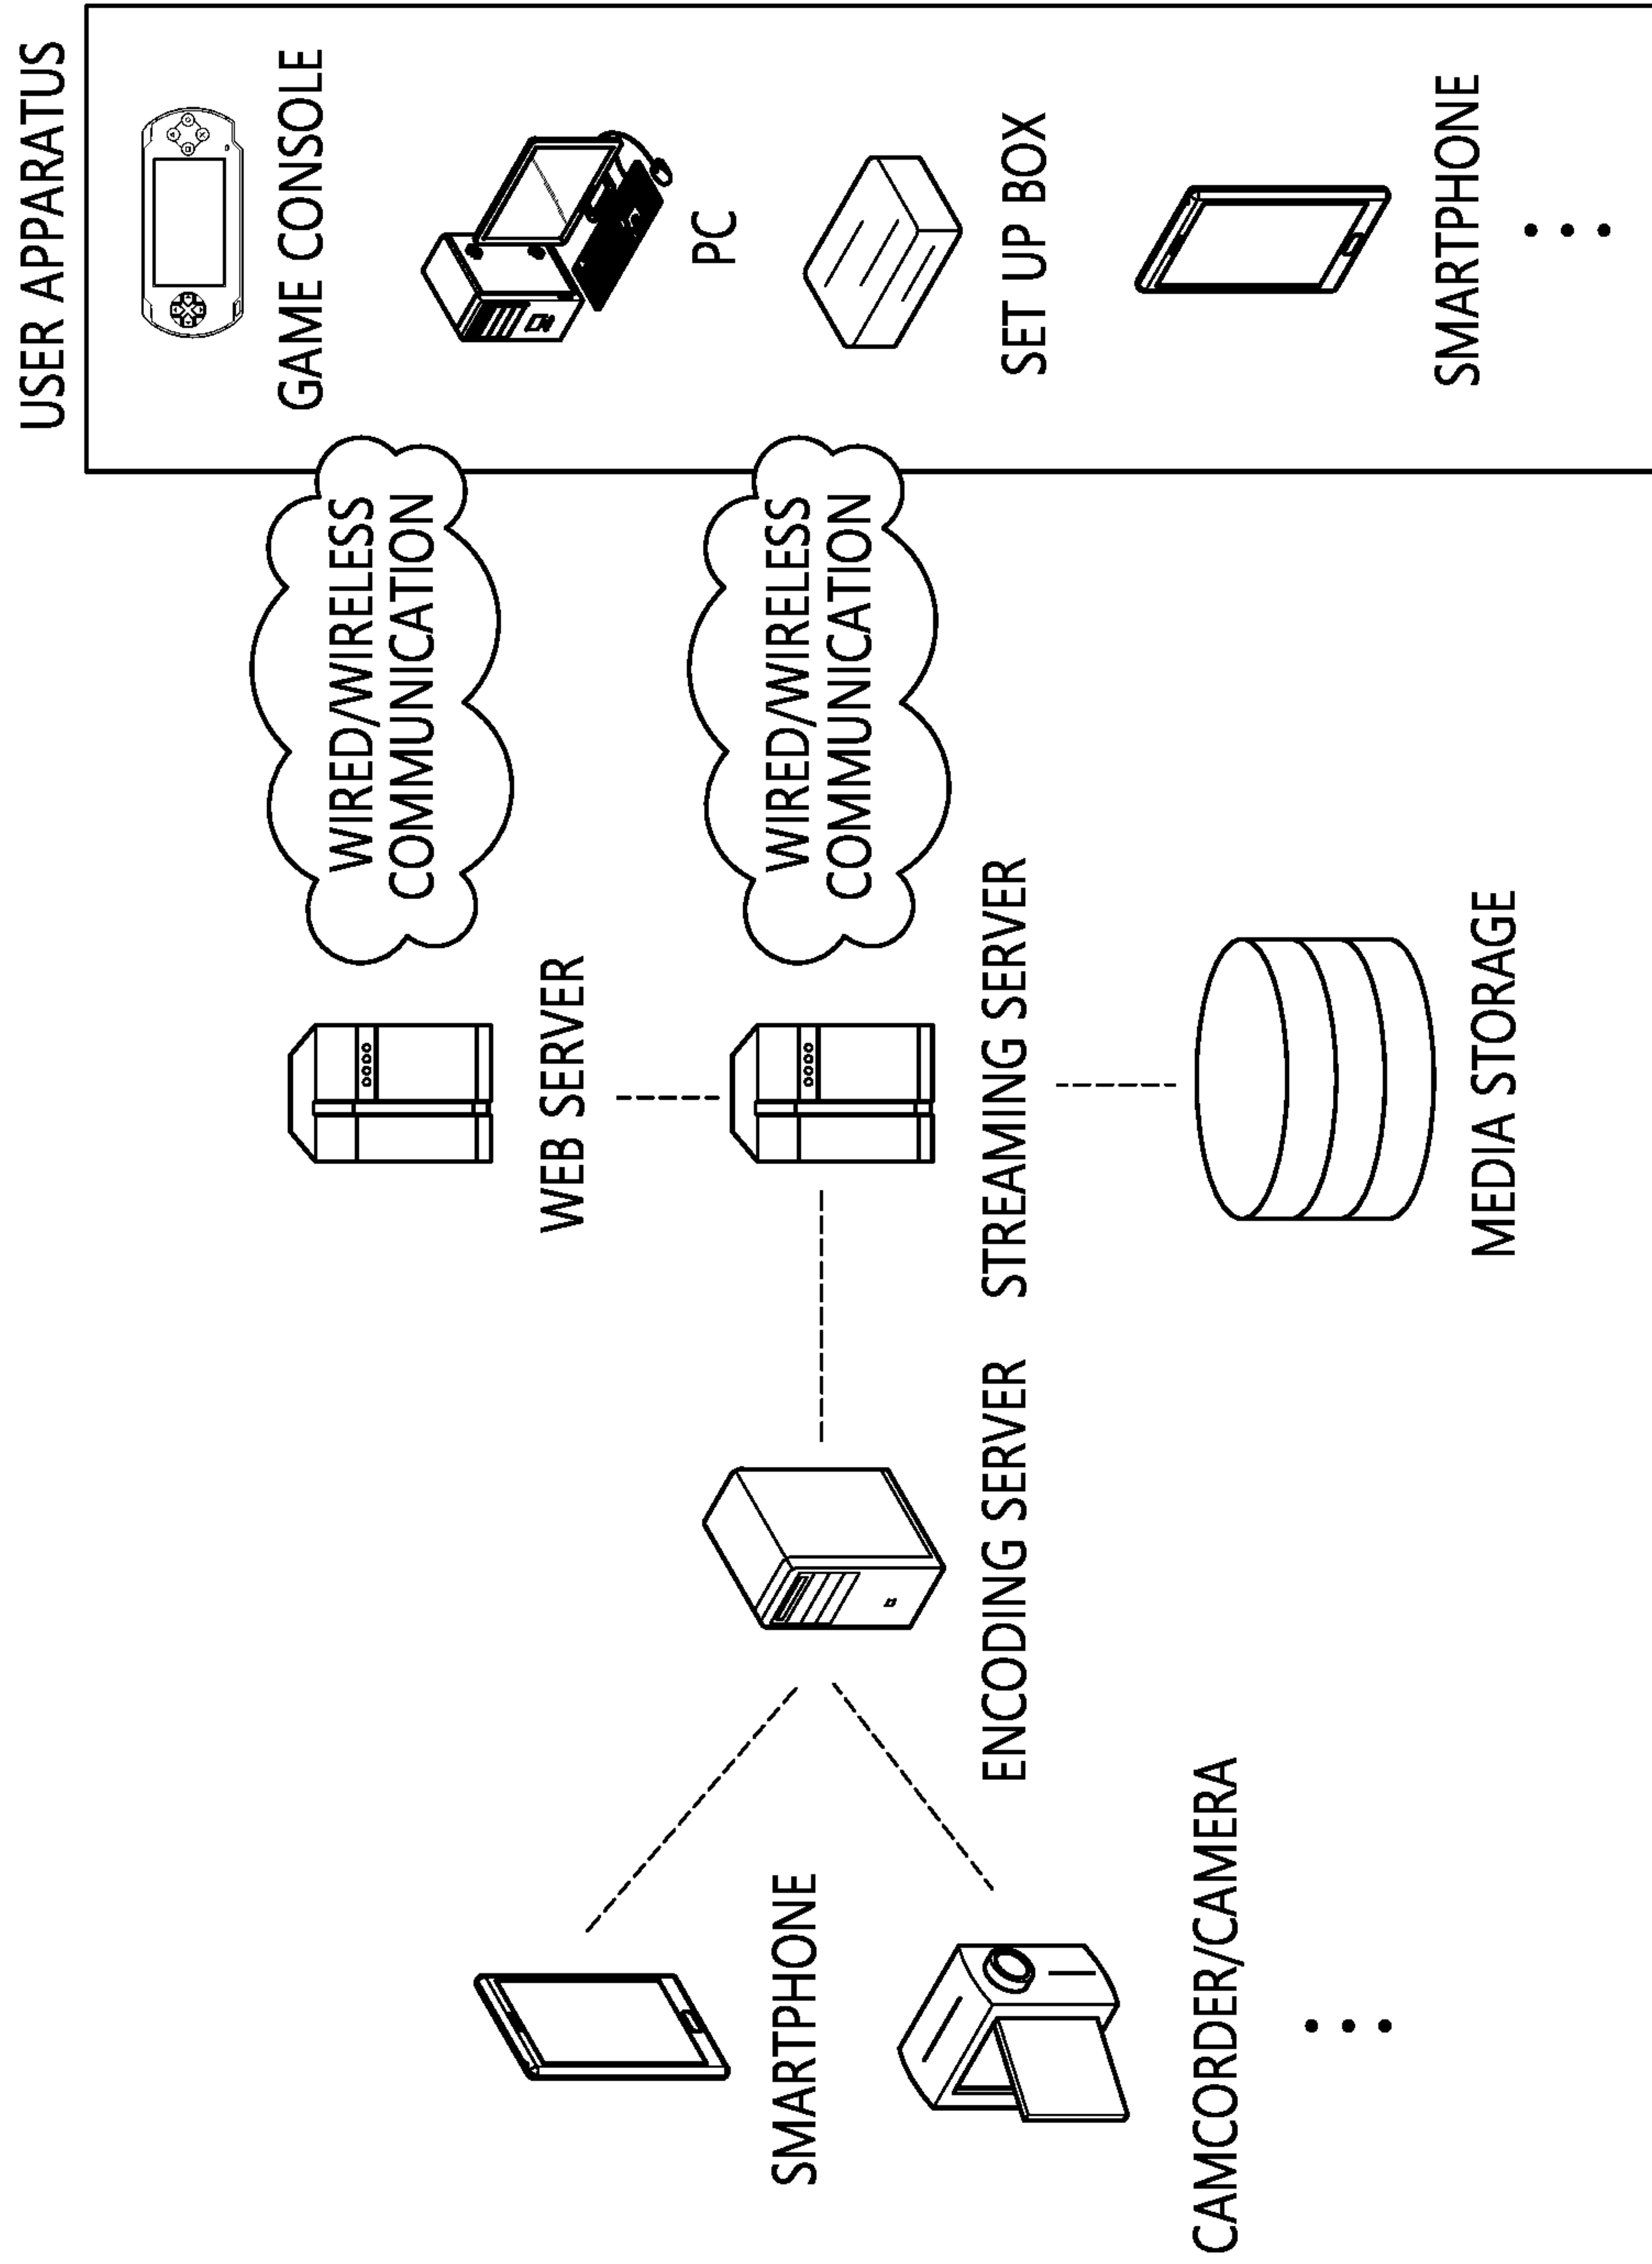 USER APPARATUS
GAME CONSOLE
PC
SET UP BOX
SMARTPHONE
WIRED/WIRELESS
COMMUNICATION
WIRED/WIRELESS
COMMUNICATION
WEB SERVER
STREAMING SERVER
MEDIA STORAGE
ENCODING SERVER
SMARTPHONE
CAMCORDER/CAMERA